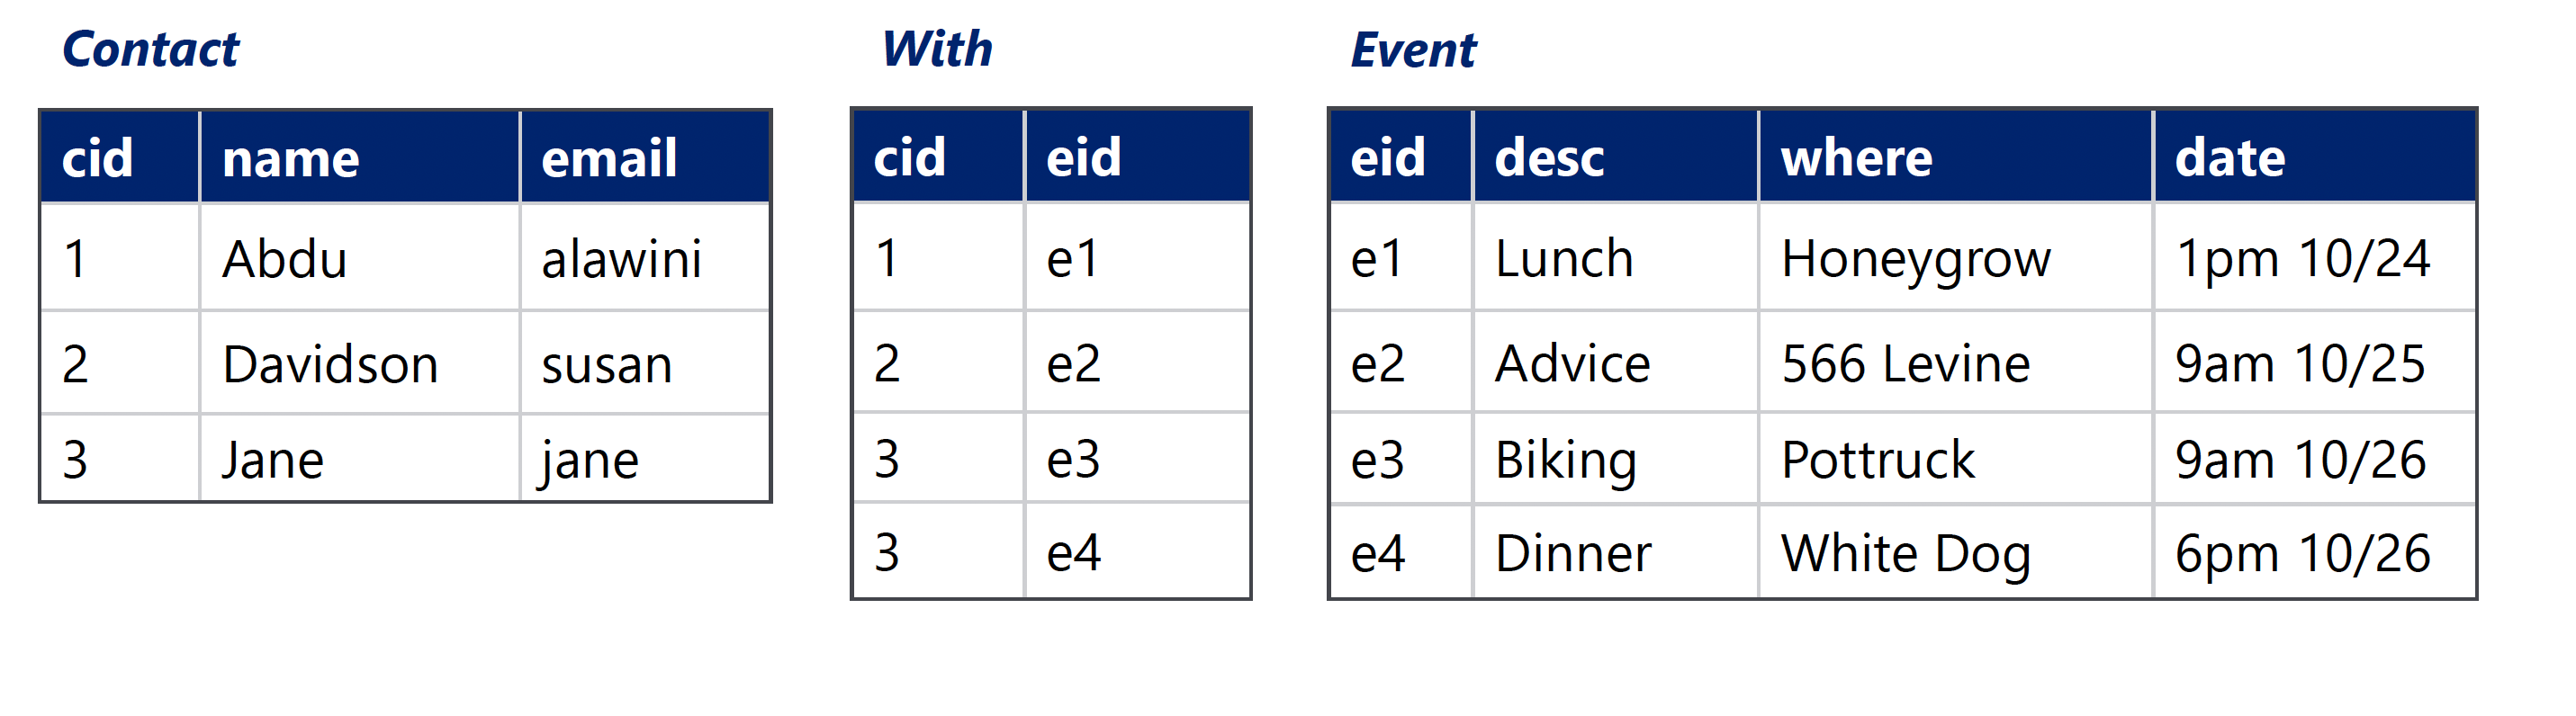 Contact
cid name email
1 Abdu alawini
2 Davidson susan
3 Jane jane
With
cid eid
1 e1
2 e2
3 e3
3 e4
Event
eid desc where date
e1 Lunch Honeygrow 1pm 10/24
e2 Advice 566 Levine 9am 10/25
e3 Biking Pottruck 9am 10/26
e4 Dinner White Dog 6pm 10/26